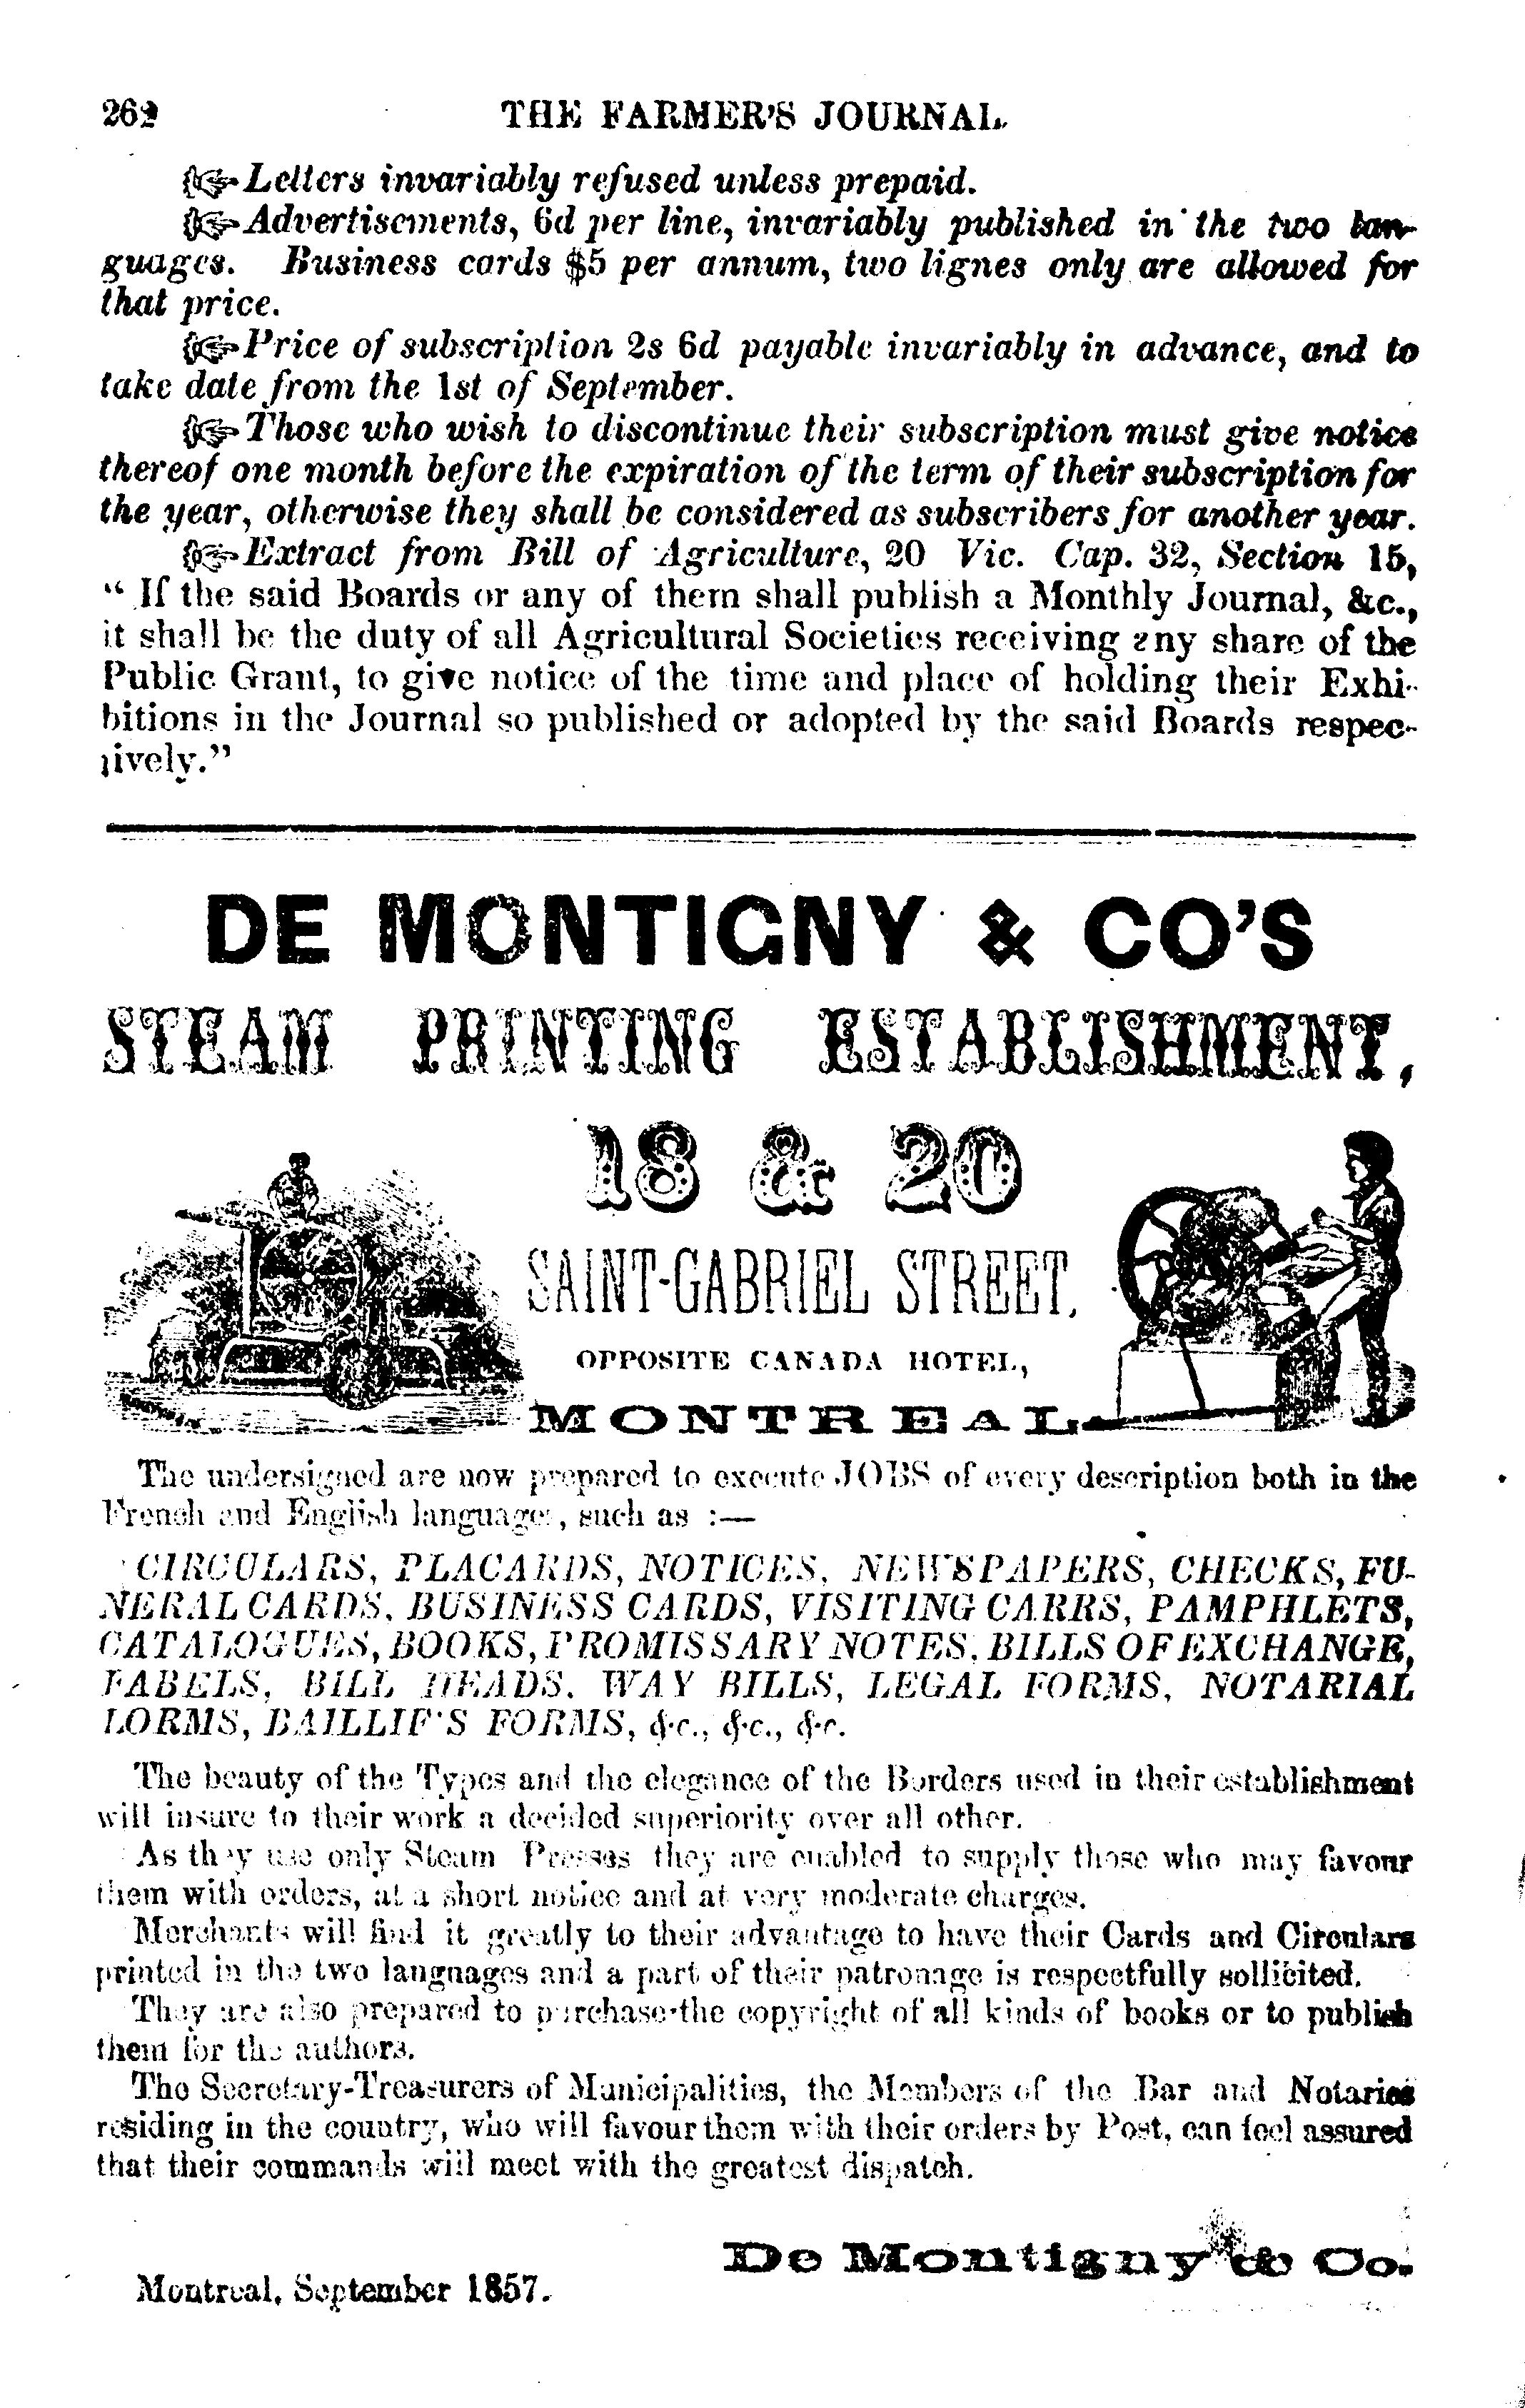 262 THE FARMER'S JOURNAL.
☞Letters invariably refused unless prepaid.
☞Advertisements, 6d per line, invariably published in the two lan-
guages. Business cards $5 per annum, two lignes only are allowed for
that price.
☞Price of subscription 2s 6d payable invariably in advance, and to
take date from the 1st of September.
☞Those who wish to discontinue their subscription must give notice
thereof one month before the expiration of the term of their subscription for
the year, otherwise they shall be considered as subscribers for another year.
☞Extract from Bill of Agriculture, 20 Vic. Cap. 32, Section 15,
“ If the said Boards or any of them shall publish a Monthly Journal, &c.,
it shall be the duty of all Agricultural Societies receiving any share of the
Public Grant, to give notice of the time and place of holding their Exhi-
bitions in the Journal so published or adopted by the said Boards respec-
tively.”
DE MONTIGNY & CO'S
STEAM PRINTING ESTABLISHMENT,
18 & 20
SAINT-GABRIEL STREET,
OPPOSITE CANADA HOTEL,
MONTREAL
The undersigned are now prepared to execute JOBS of every description both in the
French and English languages, such as :—
CIRCULARS, PLACARDS, NOTICES, NEWSPAPERS, CHECKS, FU-
NERAL CARDS, BUSINESS CARDS, VISITING CARRS, PAMPHLETS,
CATALOGUES, BOOKS, PROMISSARY NOTES, BILLS OF EXCHANGE,
FABELS, BILL HEADS, WAY BILLS, LEGAL FORMS, NOTARIAL
LORMS, BAILLIF'S FORMS, &c., &c., &c.
The beauty of the Types and the elegance of the Borders used in their establishment
will insure to their work a decided superiority over all other.
As they use only Steam Presses they are enabled to supply those who may favour
them with orders, at a short notice and at very moderate charges.
Merchants will find it greatly to their advantage to have their Cards and Circulars
printed in the two languages and a part of their patronage is respectfully sollicited.
They are also prepared to purchase the copyright of all kinds of books or to publish
them for the authors.
The Secretary-Treasurers of Municipalities, the Members of the Bar and Notaries
residing in the country, who will favour them with their orders by Post, can feel assured
that their commands will meet with the greatest dispatch.
De Montigny & Co.
Montreal, September 1857.